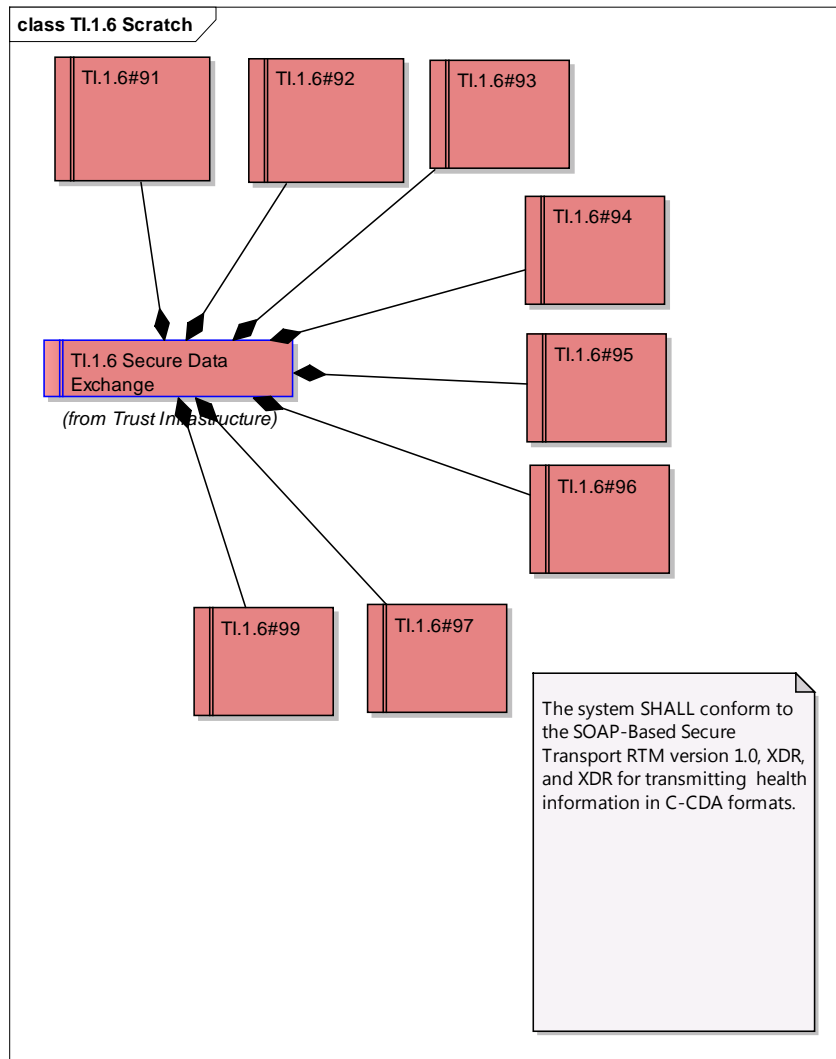 class TI.1.6 Scratch
TI.1.6#91
TI.1.6#92
TI.1.6#93
TI.1.6#94
TI.1.6 Secure Data
Exchange
(from Trust Infrastructure)
TI.1.6#95
TI.1.6#96
TI.1.6#99
TI.1.6#97
The system SHALL conform to
the SOAP-Based Secure
Transport RTM version 1.0, XDR,
and XDR for transmitting  health
information in C-CDA formats.